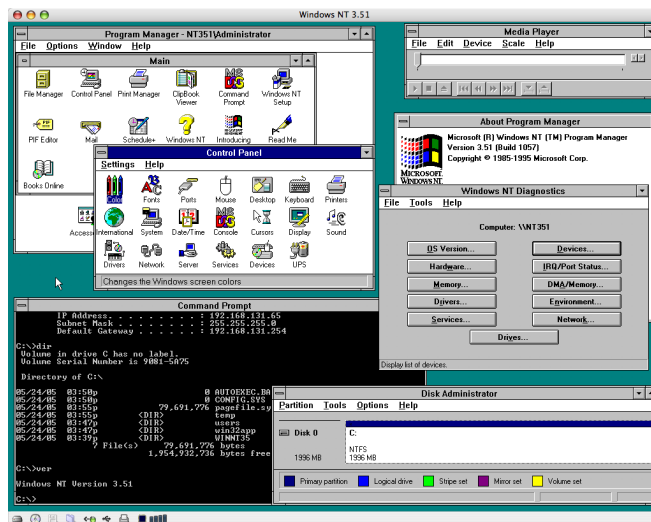 Windows NT 3.51
Program Manager - NT351\Administrator
File Options Window Help
Main
File Manager Control Panel Print Manager ClipBook Viewer Command Prompt Windows NT Setup
PIF Editor Mail Schedule+ Windows NT Introducing Read Me
Books Online
Access
Media Player
File Edit Device Scale Help
About Program Manager
Microsoft (R) Windows NT (TM) Program Manager
Version 3.51 (Build 1057)
Copyright © 1985-1995 Microsoft Corp.
MICROSOFT.
WINDOWS NT.
Control Panel
Settings Help
Color Fonts Ports Mouse Desktop Keyboard Printers
International System Date/Time Console Cursors Display Sound
Drivers Network Server Services Devices UPS
Changes the Windows screen colors
Windows NT Diagnostics
File Tools Help
Computer: \\NT351
OS Version... Devices...
Hardware... IRQ/Port Status...
Memory... DMA/Memory...
Drivers... Environment...
Services... Network...
Drives...
Display list of devices.
Command Prompt
IP Address. . . . . . . . . : 192.168.131.65
Subnet Mask . . . . . . . . : 255.255.255.0
Default Gateway . . . . . . : 192.168.131.254
C:\>dir
Volume in drive C has no label.
Volume Serial Number is 9081-5A75
Directory of C:\
05/24/05 03:50p 0 AUTOEXEC.BA
05/24/05 03:50p 0 CONFIG.SYS
05/24/05 03:55p 79,691,776 pagefile.sy
05/24/05 03:55p <DIR> temp
05/24/05 03:47p <DIR> users
05/24/05 03:47p <DIR> win32app
05/24/05 03:39p <DIR> WINNT35
7 File(s) 79,691,776 bytes
1,954,932,736 bytes free
C:\>ver
Windows NT Version 3.51
C:\>
Disk Administrator
Partition Tools Options Help
Disk 0 C:
NTFS
1996 MB 1996 MB
Primary partition Logical drive Stripe set Mirror set Volume set